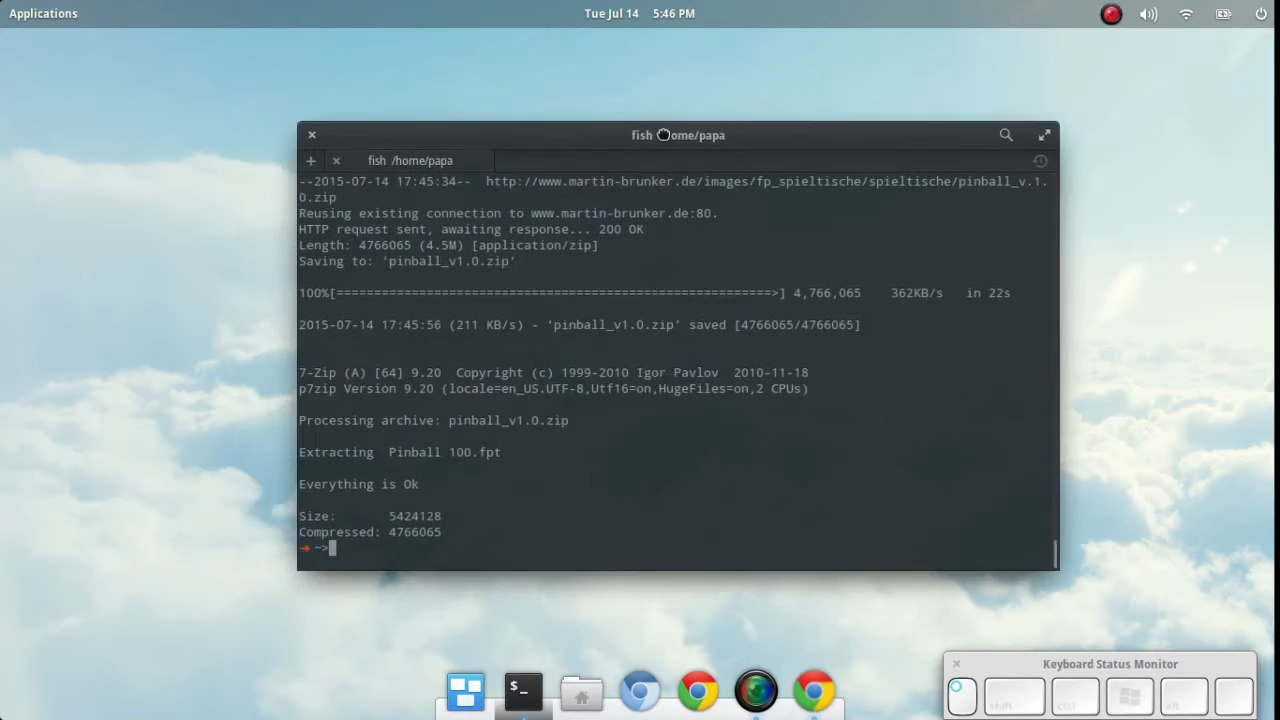 Applications
Tue Jul 14 5:46 PM
fish ome/papa
fish /home/papa
--2015-07-14 17:45:34-- http://www.martin-brunker.de/images/fp_spieltische/spieltische/pinball_v.1.
0.zip
Reusing existing connection to www.martin-brunker.de:80.
HTTP request sent, awaiting response... 200 OK
Length: 4766065 (4.5M) [application/zip]
Saving to: ‘pinball_v1.0.zip’
100%[==========================================================>] 4,766,065 362KB/s in 22s
2015-07-14 17:45:56 (211 KB/s) - ‘pinball_v1.0.zip’ saved [4766065/4766065]
7-Zip (A) [64] 9.20 Copyright (c) 1999-2010 Igor Pavlov 2010-11-18
p7zip Version 9.20 (locale=en_US.UTF-8,Utf16=on,HugeFiles=on,2 CPUs)
Processing archive: pinball_v1.0.zip
Extracting Pinball 100.fpt
Everything is Ok
Size: 5424128
Compressed: 4766065
➜ ~>
$_
Keyboard Status Monitor
shift
ctrl
alt